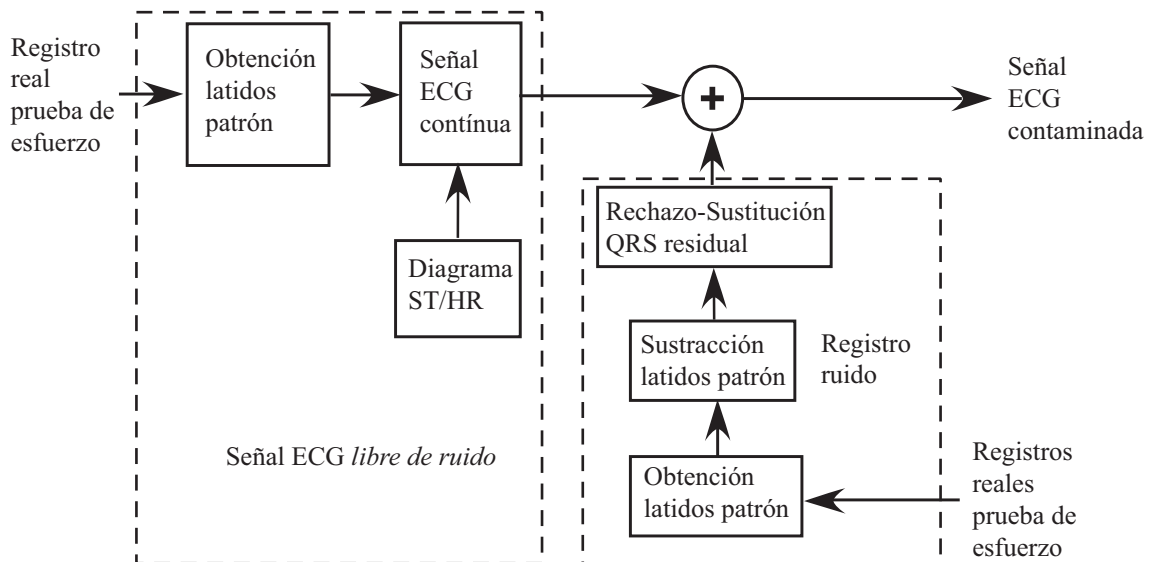 Registro
real
prueba de
esfuerzo
Obtención
latidos
patrón
Señal
ECG
contínua
+
Señal
ECG
contaminada
Diagrama
ST/HR
Rechazo-Sustitución
QRS residual
Sustracción
latidos patrón
Registro
ruido
Señal ECG libre de ruido
Obtención
latidos patrón
Registros
reales
prueba de
esfuerzo